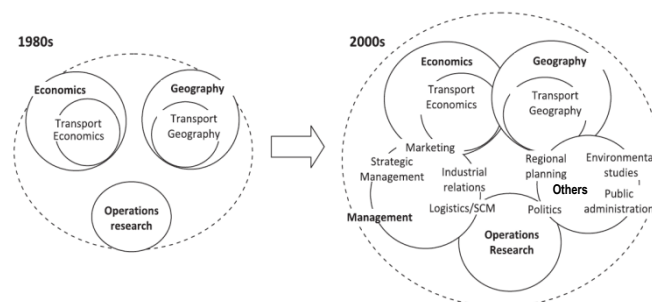 1980s
Economics
Transport
Economics
Geography
Transport
Geography
Operations
research
2000s
Economics
Transport
Economics
Geography
Transport
Geography
Marketing
Strategic
Management
Industrial
relations
Regional
planning
Environmental
studies
Others
Public
administration
Management
Logistics/SCM
Politics
Operations
Research